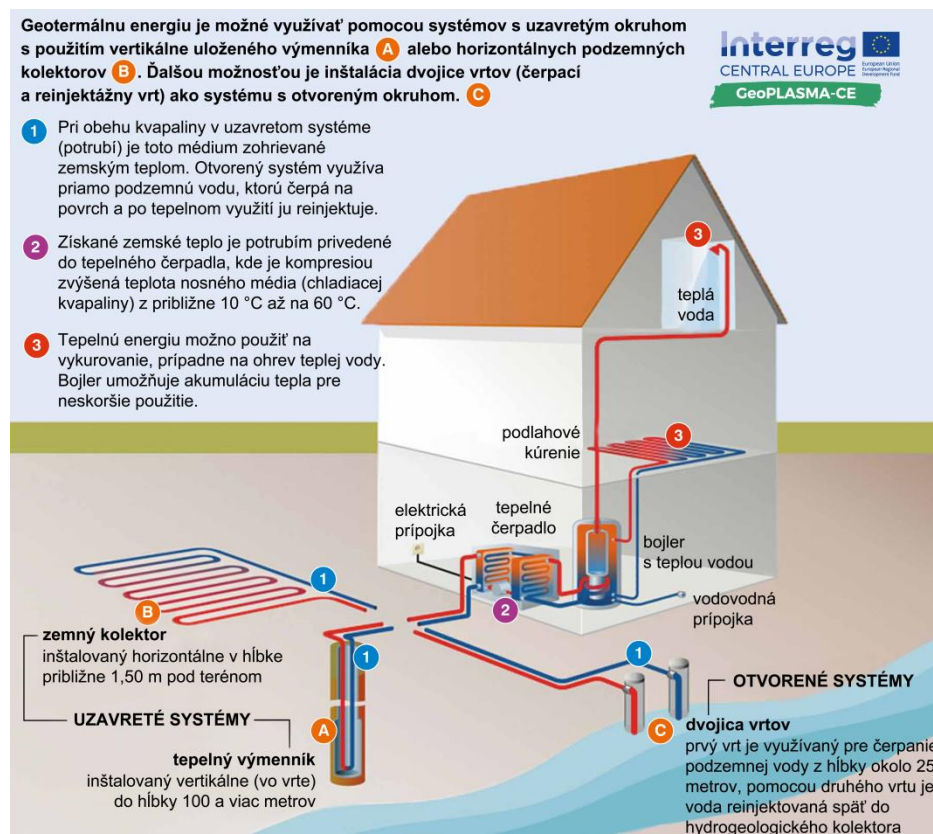 Geotermálnu energiu je možné využívať pomocou systémov s uzavretým okruhom
s použitím vertikálne uloženého výmenníka A alebo horizontálnych podzemných
kolektorov B. Ďalšou možnosťou je inštalácia dvojice vrtov (čerpací
a reinjektážny vrt) ako systému s otvoreným okruhom. C
Interreg
CENTRAL EUROPE
European Union
European Regional
Development Fund
GeoPLASMA-CE
1 Pri obehu kvapaliny v uzavretom systéme
(potrubí) je toto médium zohrievané
zemským teplom. Otvorený systém využíva
priamo podzemnú vodu, ktorú čerpá na
povrch a po tepelnom využití ju reinjektuje.
2 Získané zemské teplo je potrubím privedené
do tepelného čerpadla, kde je kompresiou
zvýšená teplota nosného média (chladiacej
kvapaliny) z približne 10 °C až na 60 °C.
3 Tepelnú energiu možno použiť na
vykurovanie, prípadne na ohrev teplej vody.
Bojler umožňuje akumuláciu tepla pre
neskoršie použitie.
3
teplá
voda
podlahové
kúrenie
3
elektrická
prípojka
tepelné
čerpadlo
bojler
s teplou vodou
2
vodovodná
prípojka
1
B
zemný kolektor
inštalovaný horizontálne v hĺbke
približne 1,50 m pod terénom
1
UZAVRETÉ SYSTÉMY
A
tepelný výmenník
inštalovaný vertikálne (vo vrte)
do hĺbky 100 a viac metrov
1
OTVORENÉ SYSTÉMY
C
dvojica vrtov
prvý vrt je využívaný pre čerpanie
podzemnej vody z hĺbky okolo 25
metrov, pomocou druhého vrtu je
voda reinjektovaná späť do
hydrogeologického kolektora